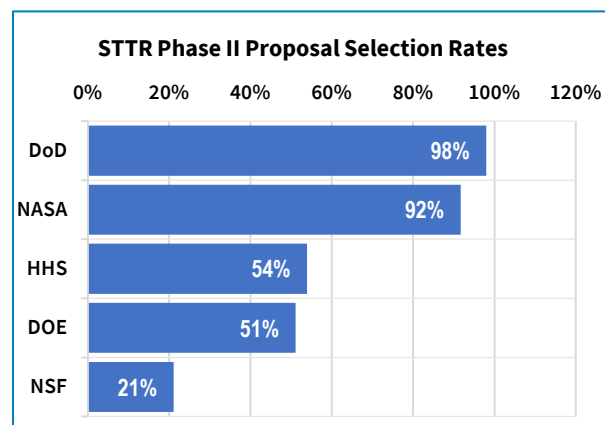 STTR Phase II Proposal Selection Rates
0% 20% 40% 60% 80% 100% 120%
DoD 98%
NASA 92%
HHS 54%
DOE 51%
NSF 21%